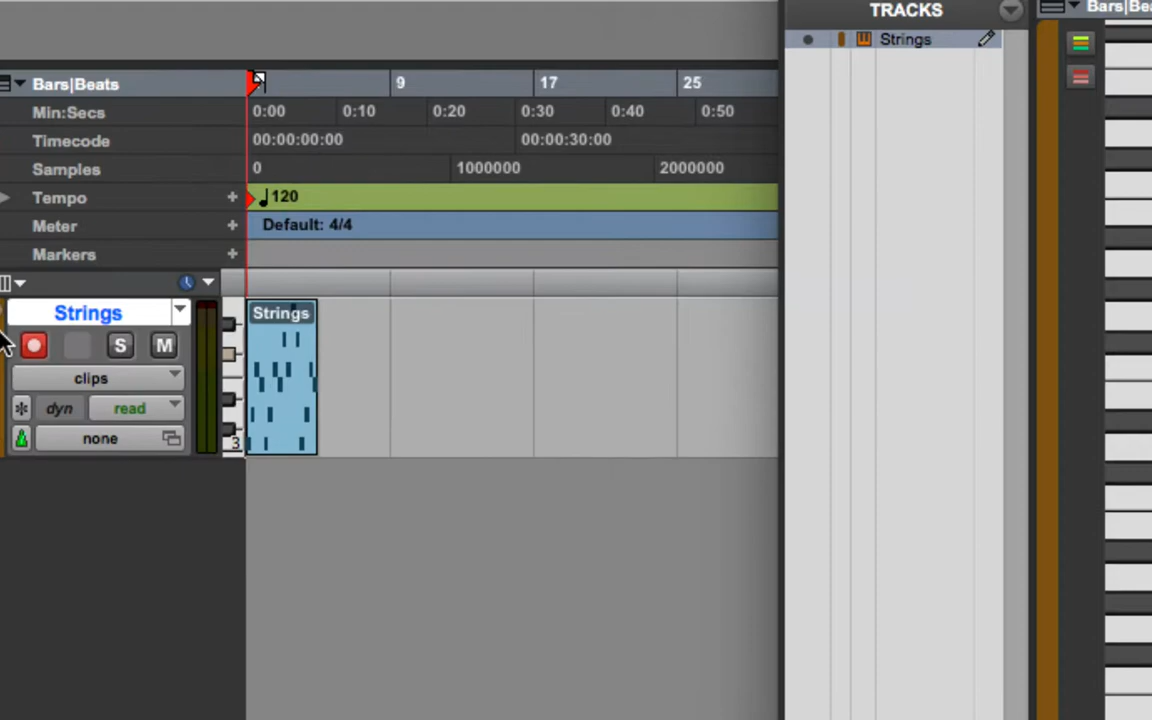 TRACKS
Bars|Be
Strings
Bars|Beats
9
17
25
Min:Secs
0:00
0:10
0:20
0:30
0:40
0:50
Timecode
00:00:00:00
00:00:30:00
Samples
0
1000000
2000000
Tempo
+
120
Meter
+
Default: 4/4
Markers
+
Strings
Strings
S
M
clips
dyn
read
none
3